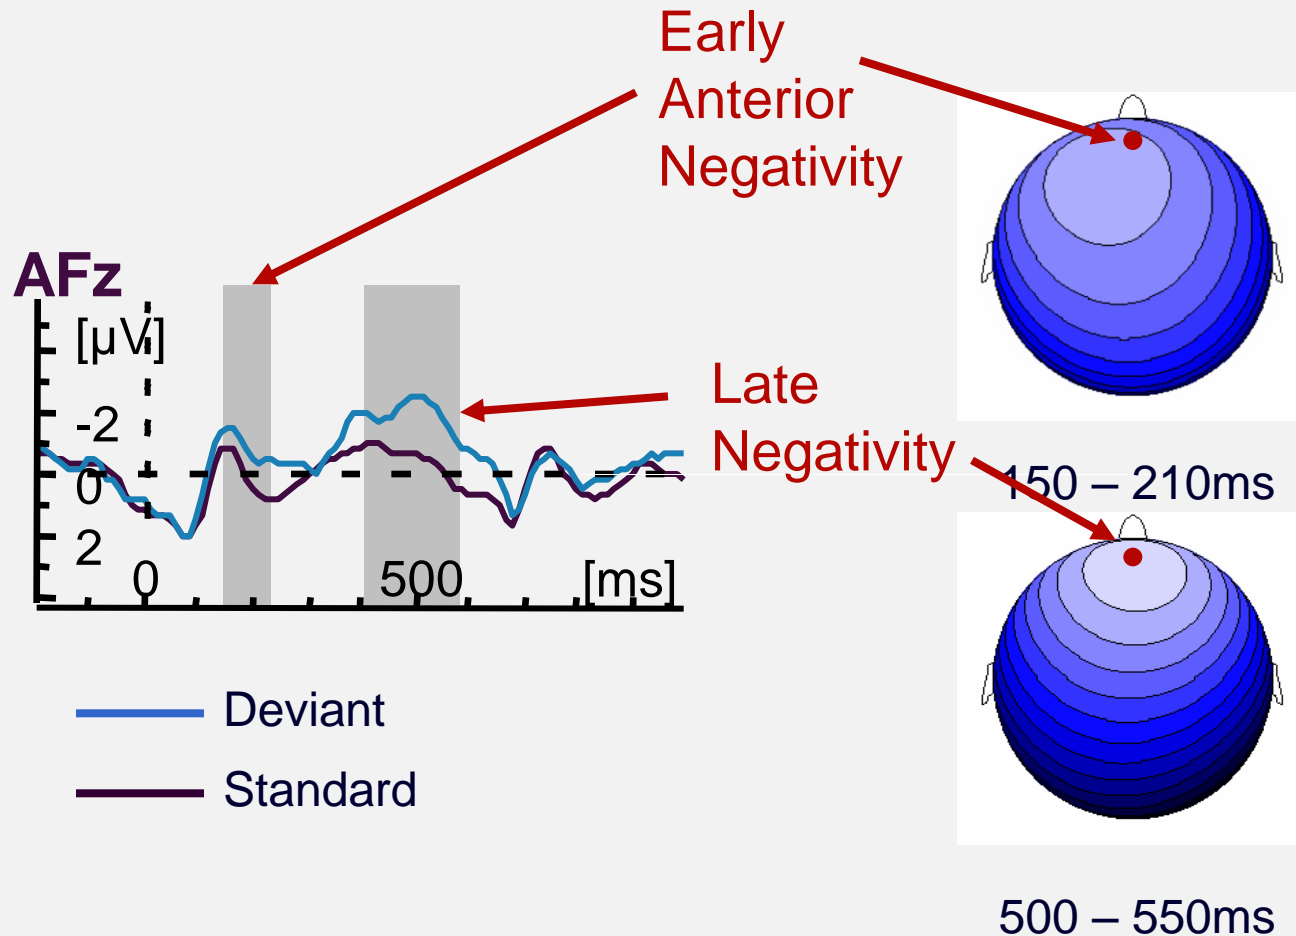 Early
Anterior
Negativity
AFz
[µV]
-2
0
2
0
500
[ms]
Late
Negativity
150 – 210ms
Deviant
Standard
500 – 550ms